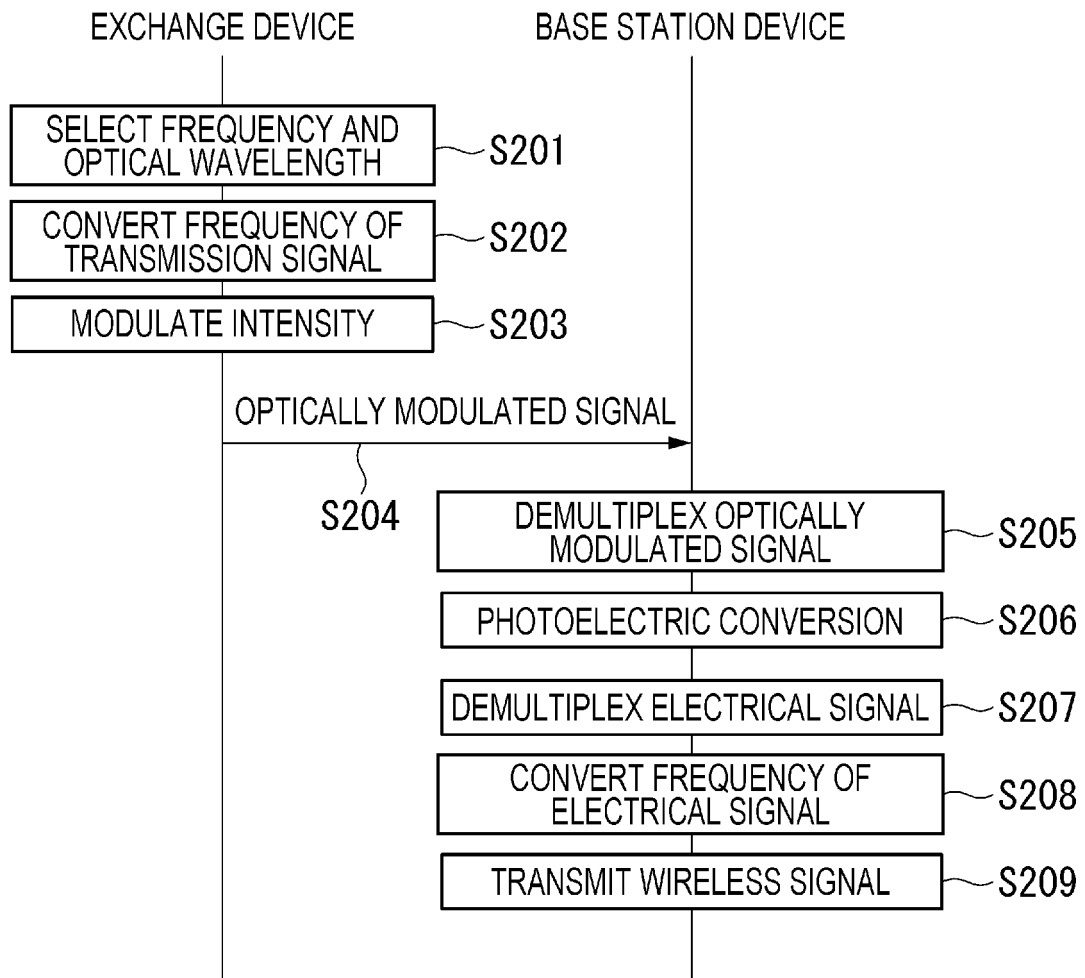 EXCHANGE DEVICE
BASE STATION DEVICE
SELECT FREQUENCY AND
OPTICAL WAVELENGTH
S201
CONVERT FREQUENCY OF
TRANSMISSION SIGNAL
S202
MODULATE INTENSITY
S203
OPTICALLY MODULATED SIGNAL
S204
DEMULTIPLEX OPTICALLY
MODULATED SIGNAL
S205
PHOTOELECTRIC CONVERSION
S206
DEMULTIPLEX ELECTRICAL SIGNAL
S207
CONVERT FREQUENCY OF
ELECTRICAL SIGNAL
S208
TRANSMIT WIRELESS SIGNAL
S209